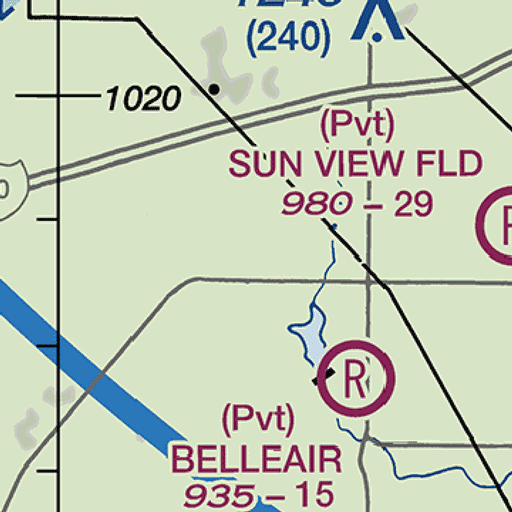 (240)
1020
(Pvt)
SUN VIEW FLD
980 – 29
R
(Pvt)
BELLEAIR
935 – 15